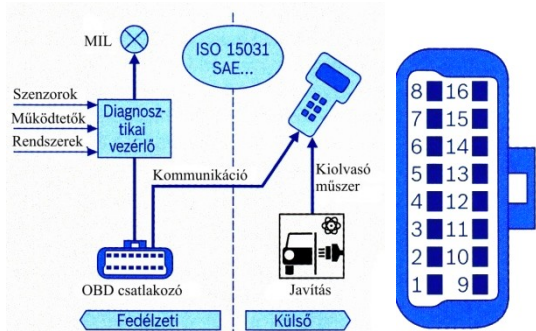 MIL
ISO 15031
SAE...
Szenzorok
Működtetők
Rendszerek
Diagnosz-
tikai
vezérlő
Kommunikáció
Kiolvasó
műszer
OBD csatlakozó
Javítás
Fedélzeti
Külső
8 16
7 15
6 14
5 13
4 12
3 11
2 10
1 9